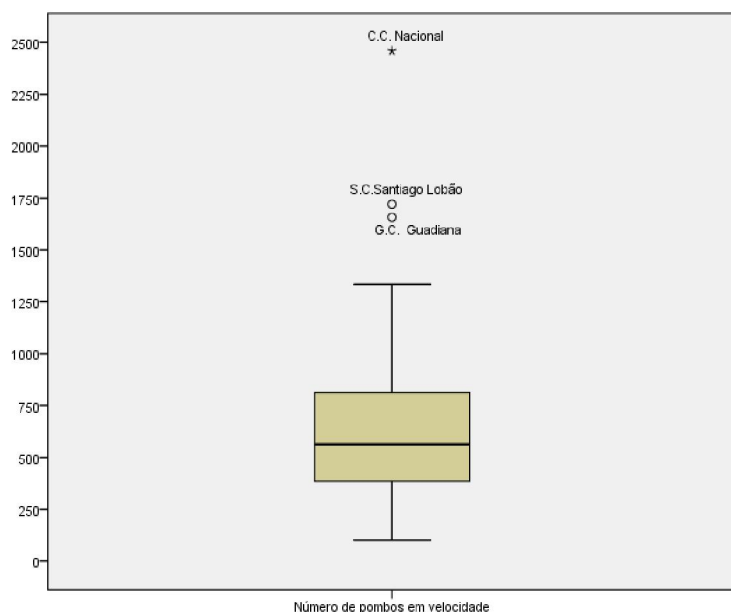 C.C. Nacional
2500
2250
2000
S.C.Santiago Lobão
1750
G.C. Guadiana
1500
1250
1000
750
500
250
0
Número de pombos em velocidade